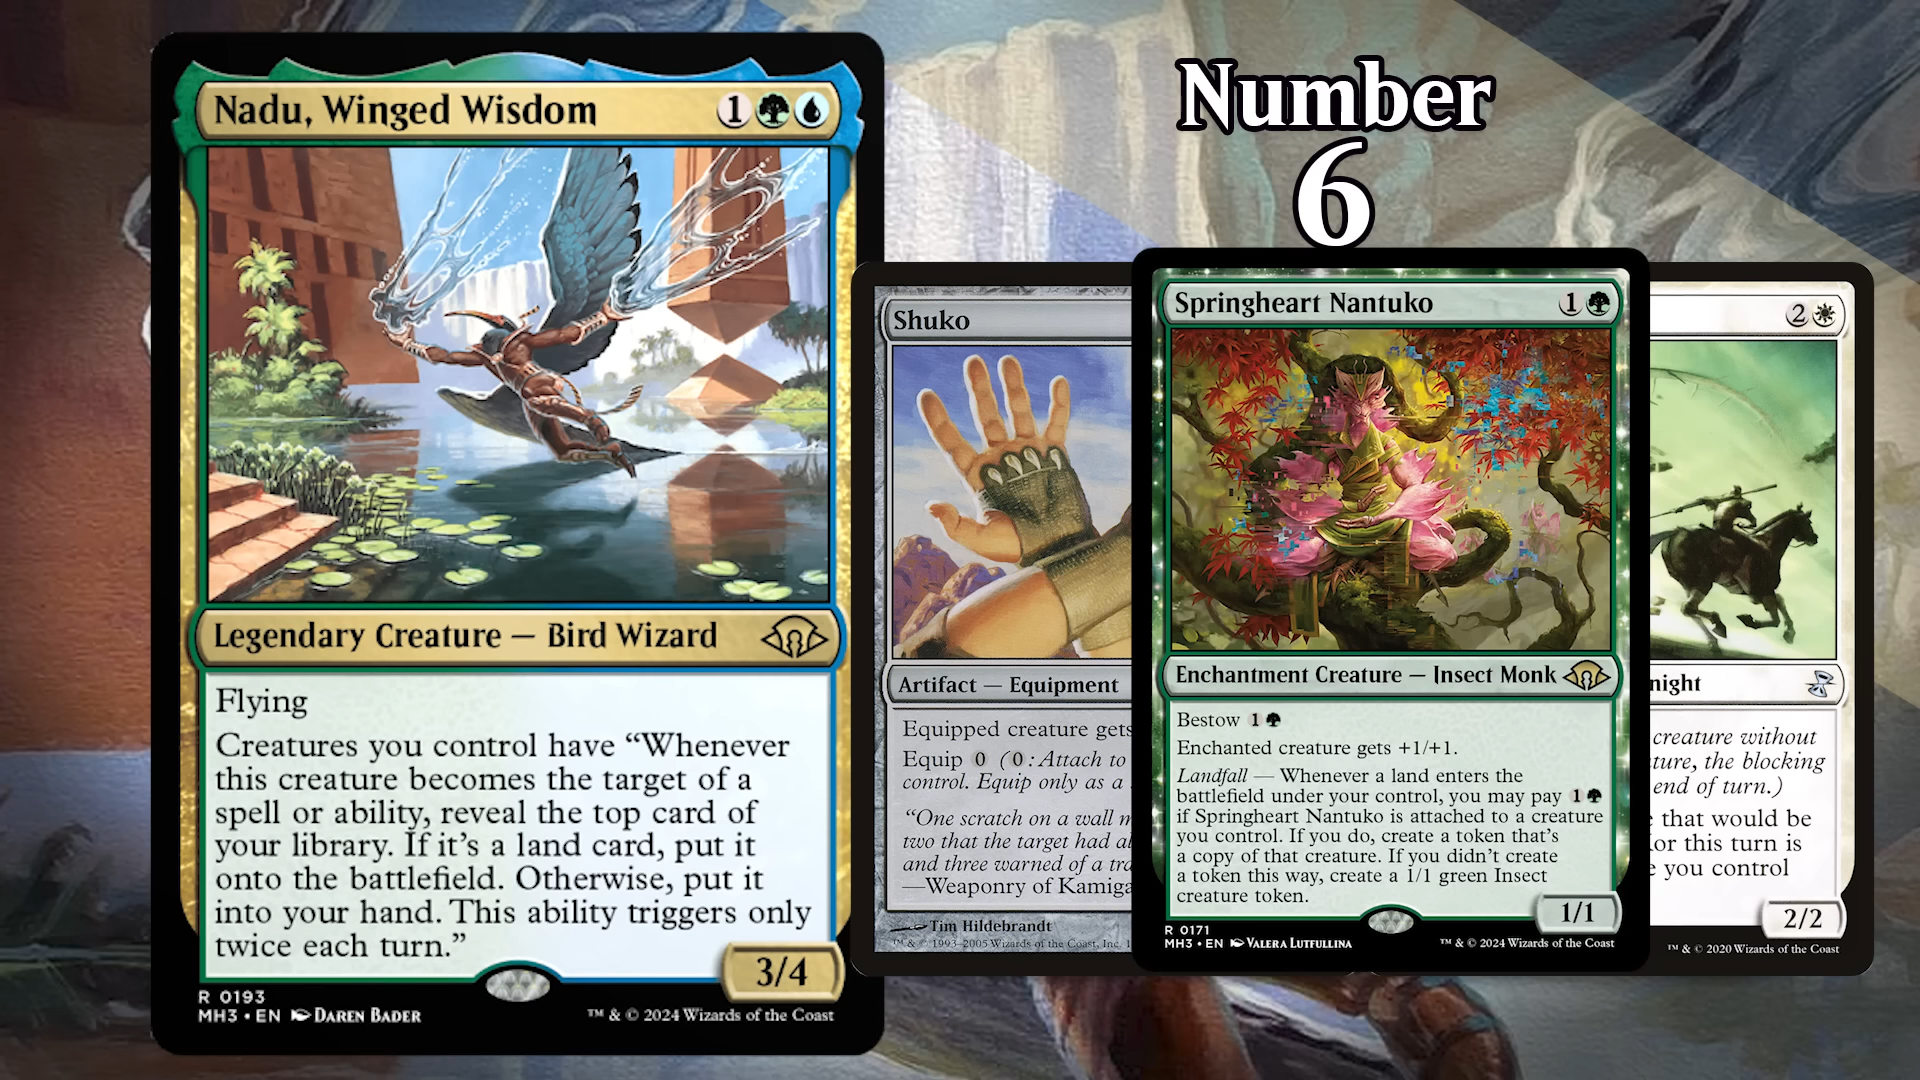 Number
6
Nadu, Winged Wisdom 1
Legendary Creature — Bird Wizard
Flying
Creatures you control have “Whenever
this creature becomes the target of a
spell or ability, reveal the top card of
your library. If it’s a land card, put it
onto the battlefield. Otherwise, put it
into your hand. This ability triggers only
twice each turn.”
3/4
R 0193
MH3 • EN DAREN BADER
™ & © 2024 Wizards of the Coast
Shuko
Artifact — Equipment
Equipped creature gets
Equip 0 (0: Attach to
control. Equip only as a
“One scratch on a wall
two that the target had
and three warned of a
—Weaponry of Kamiga
Tim Hildebrandt
™ & © 1993–2005 Wizards of the Coast, Inc. 1
Springheart Nantuko 1
Enchantment Creature — Insect Monk
Bestow 1
Enchanted creature gets +1/+1.
Landfall — Whenever a land enters the
battlefield under your control, you may pay 1
if Springheart Nantuko is attached to a creature
you control. If you do, create a token that’s
a copy of that creature. If you didn’t create
a token this way, create a 1/1 green Insect
creature token.
1/1
R 0171
MH3 • EN VALERA LUTFULLINA
™ & © 2024 Wizards of the Coast
2
night
creature without
ture, the blocking
end of turn.)
that would be
or this turn is
you control
2/2
™ & © 2020 Wizards of the Coast